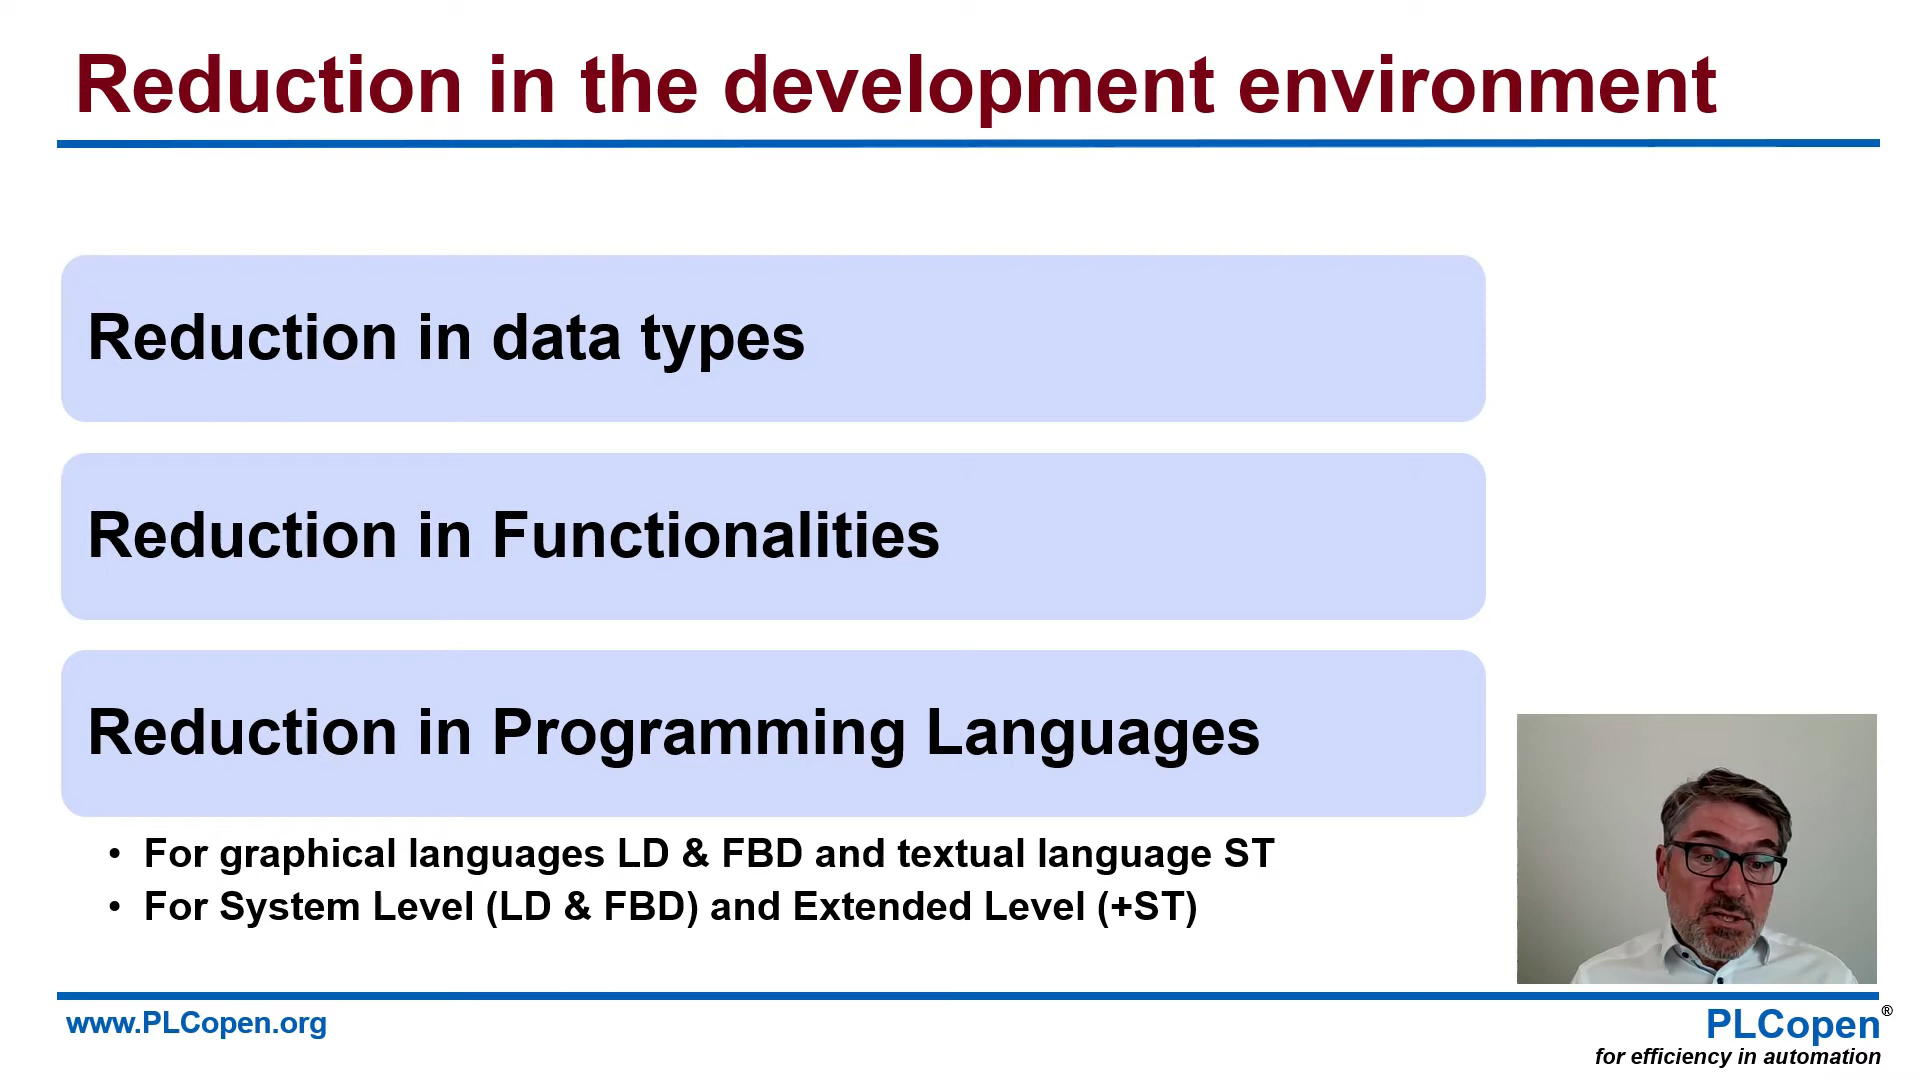 Reduction in the development environment
Reduction in data types
Reduction in Functionalities
Reduction in Programming Languages
• For graphical languages LD & FBD and textual language ST
• For System Level (LD & FBD) and Extended Level (+ST)
www.PLCopen.org
PLCopen®
for efficiency in automation